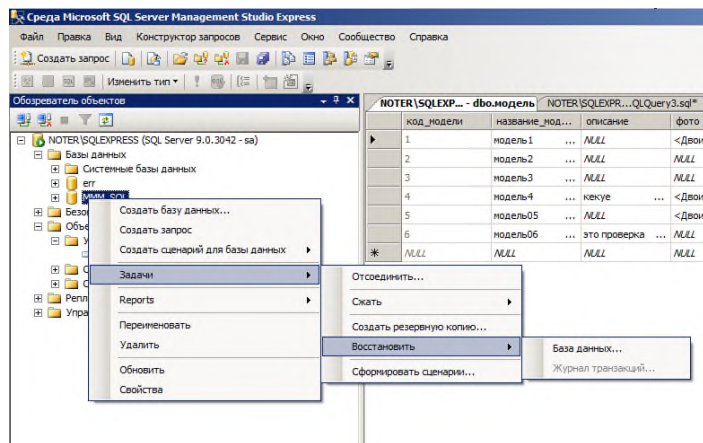 Среда Microsoft SQL Server Management Studio Express
Файл Правка Вид Конструктор запросов Сервис Окно Сообщество Справка
Создать запрос
Изменить тип
Обозреватель объектов
NOTER\SQLEXPRESS (SQL Server 9.0.3042 - sa)
Базы данных
Системные базы данных
err
MMM_SQL
Безо
Объе
У
С
С
Репл
Упра
Создать базу данных...
Создать запрос
Создать сценарий для базы данных
Задачи
Reports
Переименовать
Удалить
Обновить
Свойства
Отсоединить...
Сжать
Создать резервную копию...
Восстановить
Сформировать сценарии...
База данных...
Журнал транзакций...
NOTER\SQLEXP... - dbo.модель NOTER\SQLEXPR...QLQuery3.sql*
код_модели название_мод... описание фото
1 модель1 ... NULL <Двои
2 модель2 ... NULL NULL
3 модель3 ... NULL NULL
4 модель4 ... кекуе ... <Двои
5 модель05 ... NULL <Двои
6 модель06 ... это проверка ... NULL
NULL NULL NULL NULL